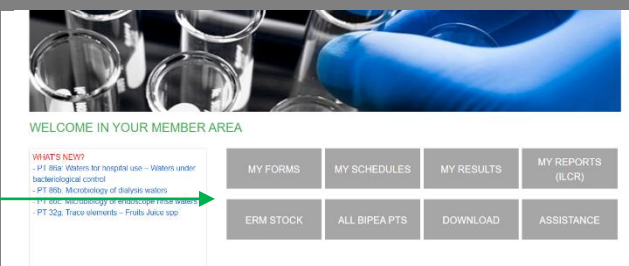 WELCOME IN YOUR MEMBER AREA
WHAT'S NEW?
- PT 86a: Waters for hospital use – Waters under
bacteriological control
- PT 86b: Microbiology of dialysis waters
- PT 86c: Microbiology of endoscope rinse waters
- PT 32g: Trace elements – Fruits Juice spp
MY FORMS
MY SCHEDULES
MY RESULTS
MY REPORTS
(ILCR)
ERM STOCK
ALL BIPEA PTS
DOWNLOAD
ASSISTANCE